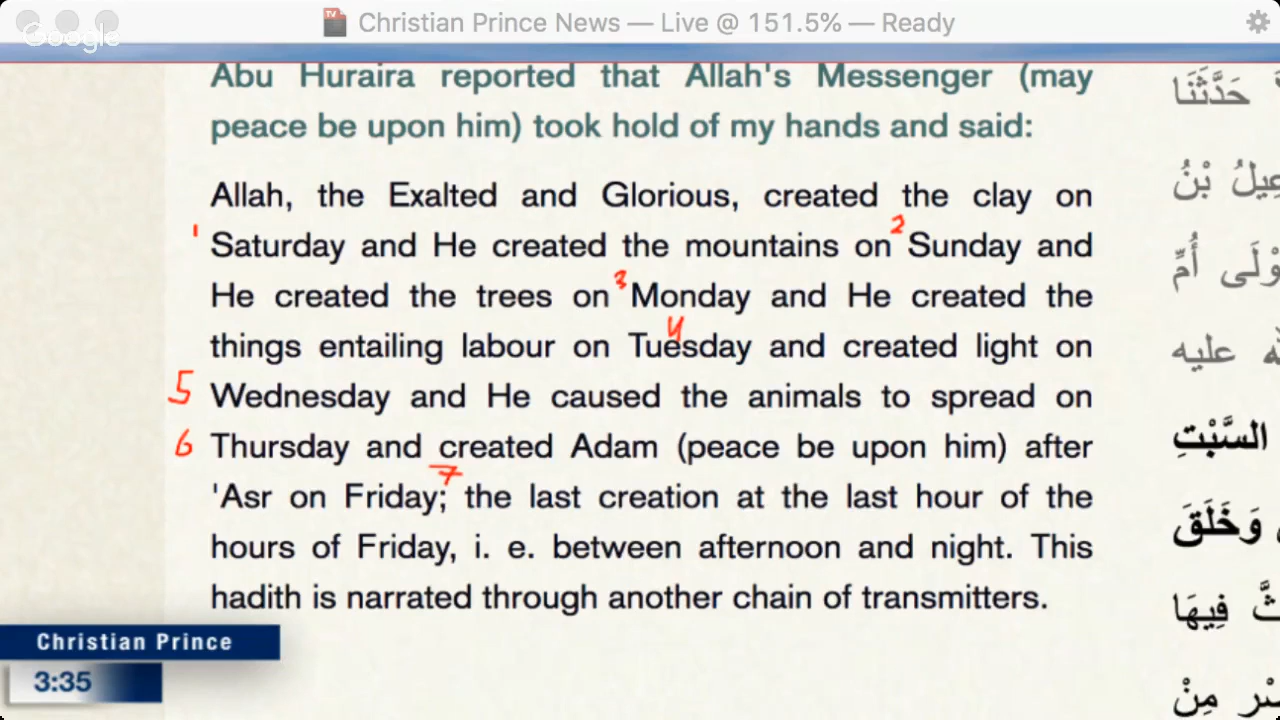 Christian Prince News — Live @ 151.5% — Ready
Google
Abu Huraira reported that Allah's Messenger (may
peace be upon him) took hold of my hands and said:
Allah, the Exalted and Glorious, created the clay on
1 Saturday and He created the mountains on 2 Sunday and
He created the trees on 3 Monday and He created the
4
things entailing labour on Tuesday and created light on
5 Wednesday and He caused the animals to spread on
6 Thursday and created Adam (peace be upon him) after
7
'Asr on Friday; the last creation at the last hour of the
hours of Friday, i. e. between afternoon and night. This
hadith is narrated through another chain of transmitters.
حَدَّثَنَا
بْنُ
أُمِّ
عليه
السَّبْتِ
وَخَلَقَ
فِيهَا
مِنْ
Christian Prince
3:35
TV